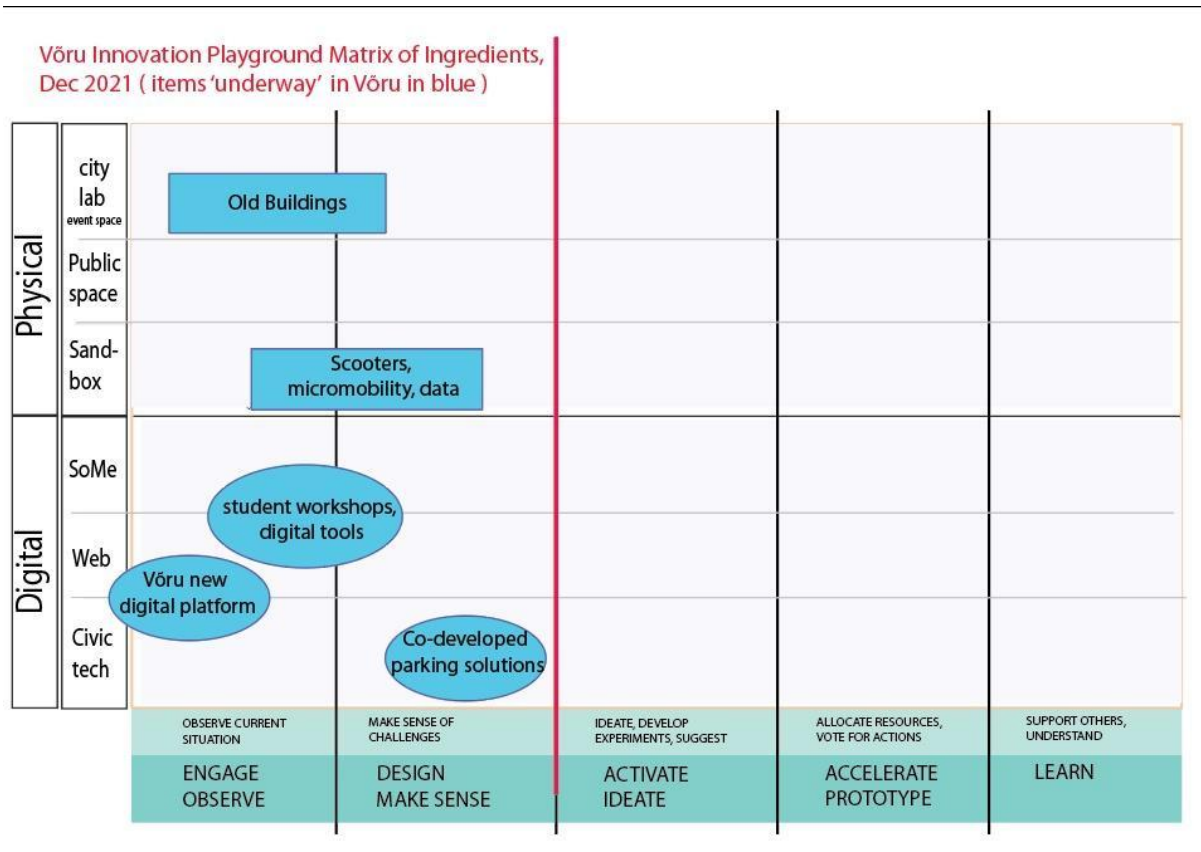 Võru Innovation Playground Matrix of Ingredients,
Dec 2021 ( items ‘underway’ in Võru in blue )
Physical
city
lab
event space
Old Buildings
Public
space
Sand-
box
Scooters,
micromobility, data
Digital
SoMe
student workshops,
digital tools
Web
Võru new
digital platform
Civic
tech
Co-developed
parking solutions
OBSERVE CURRENT
SITUATION
MAKE SENSE OF
CHALLENGES
IDEATE, DEVELOP
EXPERIMENTS, SUGGEST
ALLOCATE RESOURCES,
VOTE FOR ACTIONS
SUPPORT OTHERS,
UNDERSTAND
ENGAGE
OBSERVE
DESIGN
MAKE SENSE
ACTIVATE
IDEATE
ACCELERATE
PROTOTYPE
LEARN